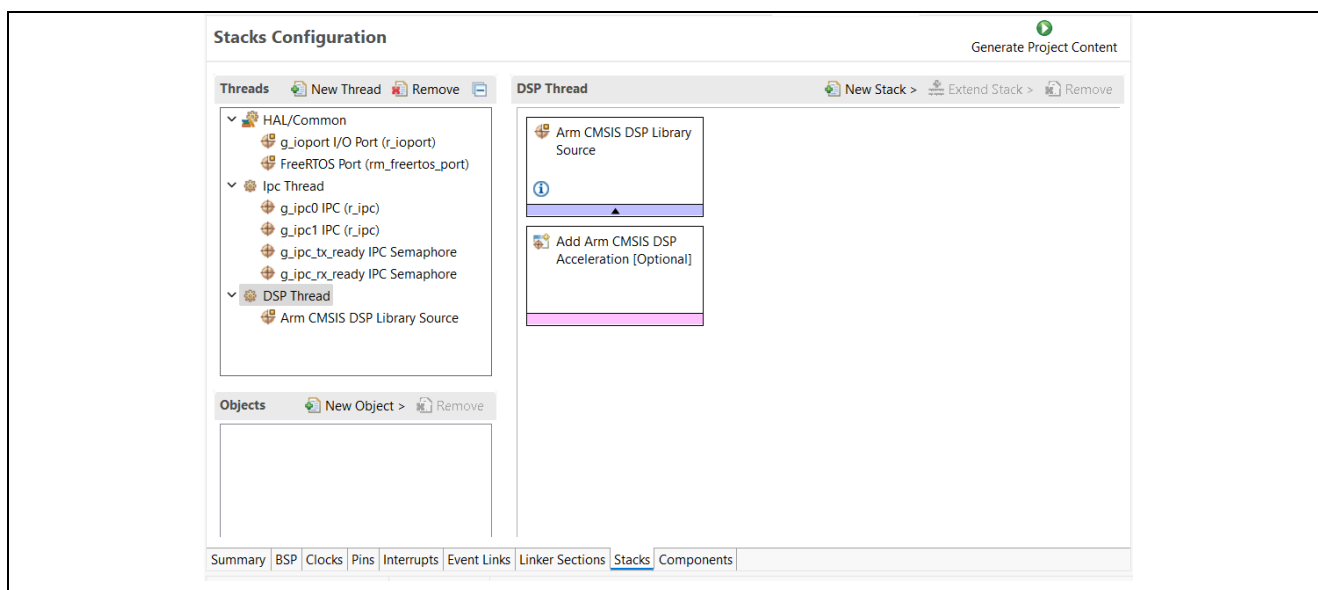 Stacks Configuration
Generate Project Content
Threads New Thread Remove
HAL/Common
g_ioport I/O Port (r_ioport)
FreeRTOS Port (rm_freertos_port)
Ipc Thread
g_ipc0 IPC (r_ipc)
g_ipc1 IPC (r_ipc)
g_ipc_tx_ready IPC Semaphore
g_ipc_rx_ready IPC Semaphore
DSP Thread
Arm CMSIS DSP Library Source
Objects New Object > Remove
DSP Thread New Stack > Extend Stack > Remove
Arm CMSIS DSP Library
Source
Add Arm CMSIS DSP
Acceleration [Optional]
Summary BSP Clocks Pins Interrupts Event Links Linker Sections Stacks Components